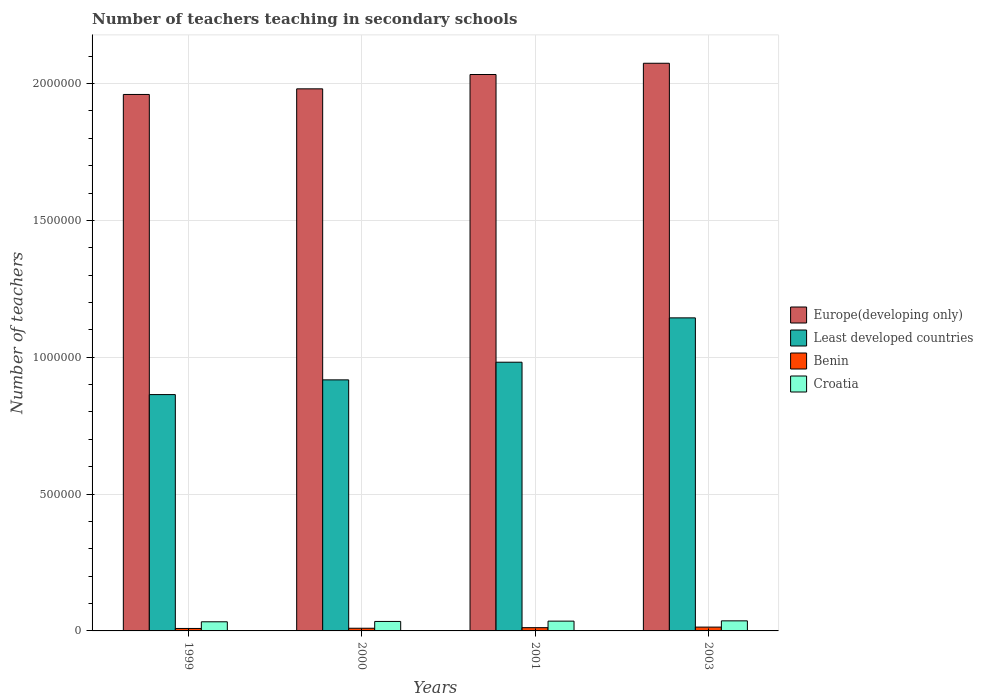 Number of teachers teaching in secondary schools
Number of teachers
2000000
1500000
1000000
500000
0
1999
2000
2001
2003
Years
Europe(developing only)
Least developed countries
Benin
Croatia